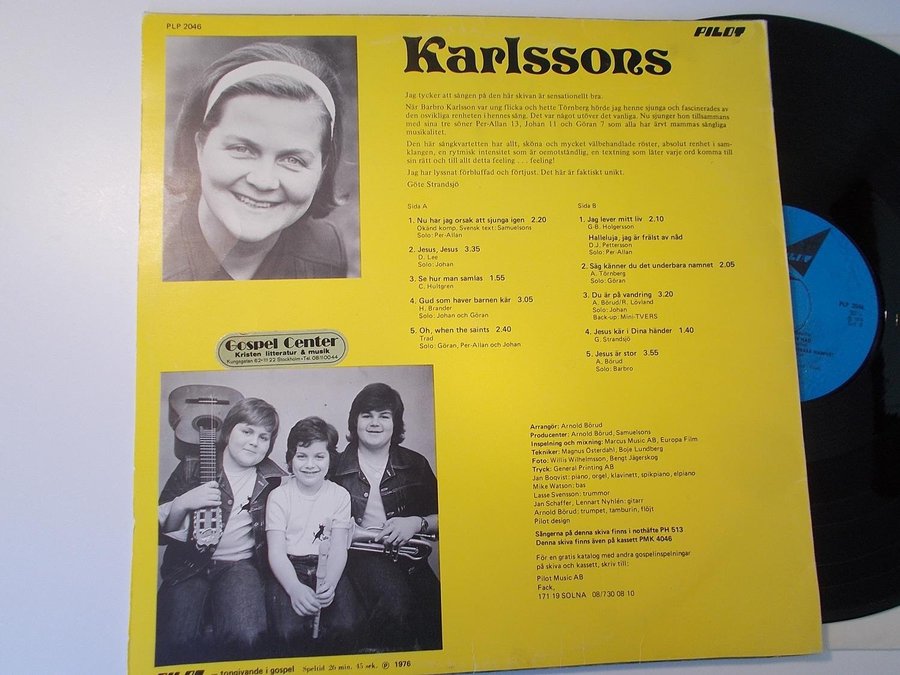 PLP 2046
PILOT
Karlssons
Jag tycker att sången på den här skivan är sensationellt bra.
När Barbro Karlsson var ung flicka och hette Törnberg hörde jag henne sjunga och fascinerades av
den osvikliga renheten i hennes sång. Det var något utöver det vanliga. Nu sjunger hon tillsammans
med sina tre söner Per-Allan 13, Johan 11 och Göran 7 som alla har ärvt mammas sångliga
musikalitet.
Den här sångkvartetten har allt, sköna och mycket välbehandlade röster, absolut renhet i sam-
klangen, en rytmisk intensitet som är oemotståndlig, en textning som låter varje ord komma till
sin rätt och till allt detta feeling . . . feeling!
Jag har lyssnat förbluffad och förtjust. Det här är faktiskt unikt.
Göte Strandsjö
Sida A
1. Nu har jag orsak att sjunga igen 2.20
Okänd komp. Svensk text: Samuelsons
Solo: Per-Allan
2. Jesus, Jesus 3.35
D. Lee
Solo: Johan
3. Se hur man samlas 1.55
C. Hultgren
4. Gud som haver barnen kär 3.05
H. Brander
Solo: Johan och Göran
5. Oh, when the saints 2.40
Trad
Solo: Göran, Per-Allan och Johan
Sida B
1. Jag lever mitt liv 2.10
G-B. Holgersson
Halleluja, jag är frälst av nåd
D.J. Pettersson
Solo: Per-Allan
2. Säg känner du det underbara namnet 2.05
A. Törnberg
Solo: Göran
3. Du är på vandring 3.20
A. Börud/R. Lövland
Solo: Johan
Back-up: Mini-TVERS
4. Jesus kär i Dina händer 1.40
G. Strandsjö
5. Jesus är stor 3.55
A. Börud
Solo: Barbro
Gospel Center
Kristen litteratur & musik
Kungsgatan 62-111 22 Stockholm-Tel. 08/110044
Arrangör: Arnold Börud
Producenter: Arnold Börud, Samuelsons
Inspelning och mixning: Marcus Music AB, Europa Film
Tekniker: Magnus Österdahl, Boje Lundberg
Foto: Willis Wilhelmsson, Bengt Jägerskog
Tryck: General Printing AB
Jan Boqvist: piano, orgel, klavinett, spikpiano, elpiano
Mike Watson: bas
Lasse Svensson: trummor
Jan Schaffer, Lennart Nyhlén: gitarr
Arnold Börud: trumpet, tamburin, flöjt
Pilot design
Sångerna på denna skiva finns i nothäfte PH 513
Denna skiva finns även på kassett PMK 4046
För en gratis katalog med andra gospelinspelningar
på skiva och kassett, skriv till:
Pilot Music AB
Fack,
171 19 SOLNA 08/730 08 10
PLP 2046
PILOT – tongivande i gospel Speltid 26 min. 45 sek. Ⓟ 1976